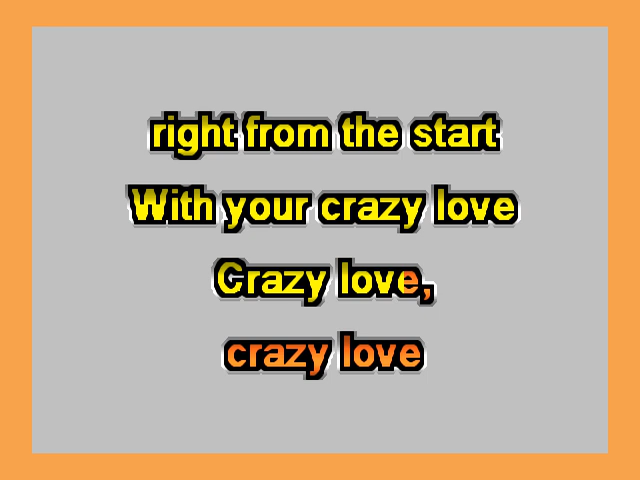 right from the start
With your crazy love
Crazy love,
crazy love